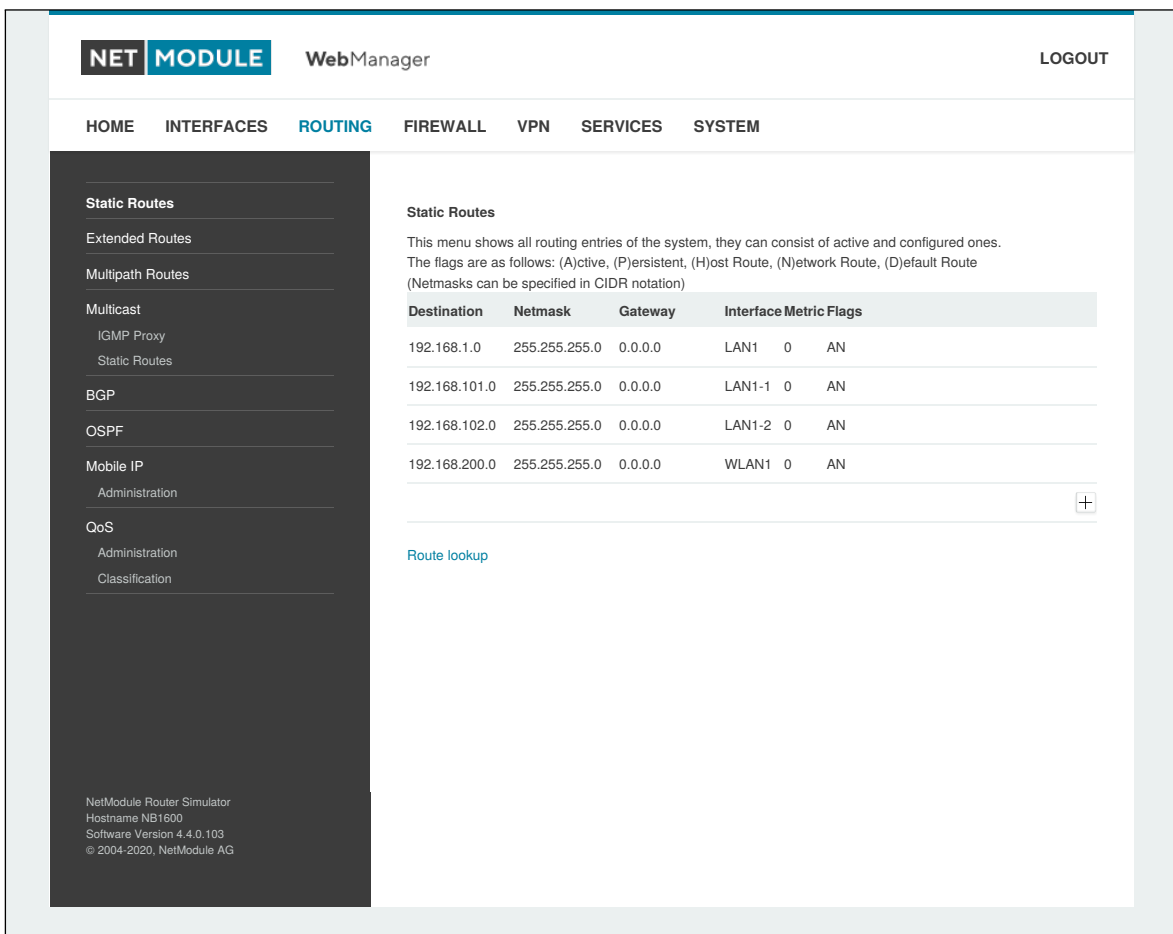 NET MODULE WebManager LOGOUT
HOME INTERFACES ROUTING FIREWALL VPN SERVICES SYSTEM
Static Routes
Extended Routes
Multipath Routes
Multicast
IGMP Proxy
Static Routes
BGP
OSPF
Mobile IP
Administration
QoS
Administration
Classification
NetModule Router Simulator
Hostname NB1600
Software Version 4.4.0.103
© 2004-2020, NetModule AG
Static Routes
This menu shows all routing entries of the system, they can consist of active and configured ones.
The flags are as follows: (A)ctive, (P)ersistent, (H)ost Route, (N)etwork Route, (D)efault Route
(Netmasks can be specified in CIDR notation)
Destination Netmask Gateway Interface Metric Flags
192.168.1.0 255.255.255.0 0.0.0.0 LAN1 0 AN
192.168.101.0 255.255.255.0 0.0.0.0 LAN1-1 0 AN
192.168.102.0 255.255.255.0 0.0.0.0 LAN1-2 0 AN
192.168.200.0 255.255.255.0 0.0.0.0 WLAN1 0 AN
Route lookup